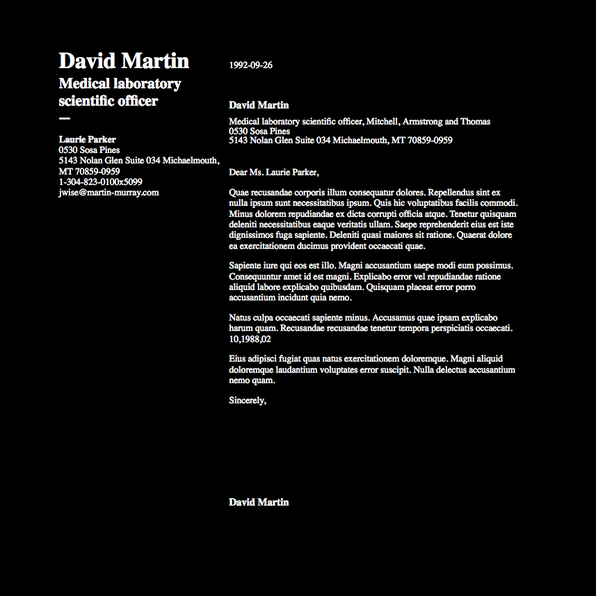 David Martin
Medical laboratory
scientific officer
Laurie Parker
0530 Sosa Pines
5143 Nolan Glen Suite 034 Michaelmouth,
MT 70859-0959
1-304-823-0100x5099
jwise@martin-murray.com
1992-09-26
David Martin
Medical laboratory scientific officer, Mitchell, Armstrong and Thomas
0530 Sosa Pines
5143 Nolan Glen Suite 034 Michaelmouth, MT 70859-0959
Dear Ms. Laurie Parker,
Quae recusandae corporis illum consequatur dolores. Repellendus sint ex
nulla ipsum sunt necessitatibus ipsum. Quis hic voluptatibus facilis commodi.
Minus dolorem repudiandae ex dicta corrupti officia atque. Tenetur quisquam
deleniti necessitatibus eaque veritatis ullam. Saepe reprehenderit eius est iste
dignissimos fuga sapiente. Deleniti quasi maiores sit ratione. Quaerat dolore
ea exercitationem ducimus provident occaecati quae.
Sapiente iure qui eos est illo. Magni accusantium saepe modi eum possimus.
Consequuntur amet id est magni. Explicabo error vel repudiandae ratione
aliquid labore explicabo quibusdam. Quisquam placeat error porro
accusantium incidunt quia nemo.
Natus culpa occaecati sapiente minus. Accusamus quae ipsam explicabo
harum quam. Recusandae recusandae tenetur tempora perspiciatis occaecati.
10,1988,02
Eius adipisci fugiat quas natus exercitationem doloremque. Magni aliquid
doloremque laudantium voluptates error suscipit. Nulla delectus accusantium
nemo quam.
Sincerely,
David Martin